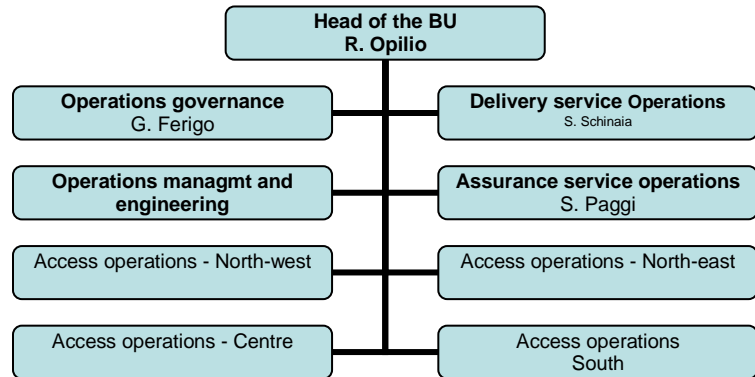 Head of the BU
R. Opilio
Operations governance
G. Ferigo
Delivery service Operations
S. Schinaia
Operations managmt and
engineering
Assurance service operations
S. Paggi
Access operations - North-west
Access operations - North-east
Access operations - Centre
Access operations
South